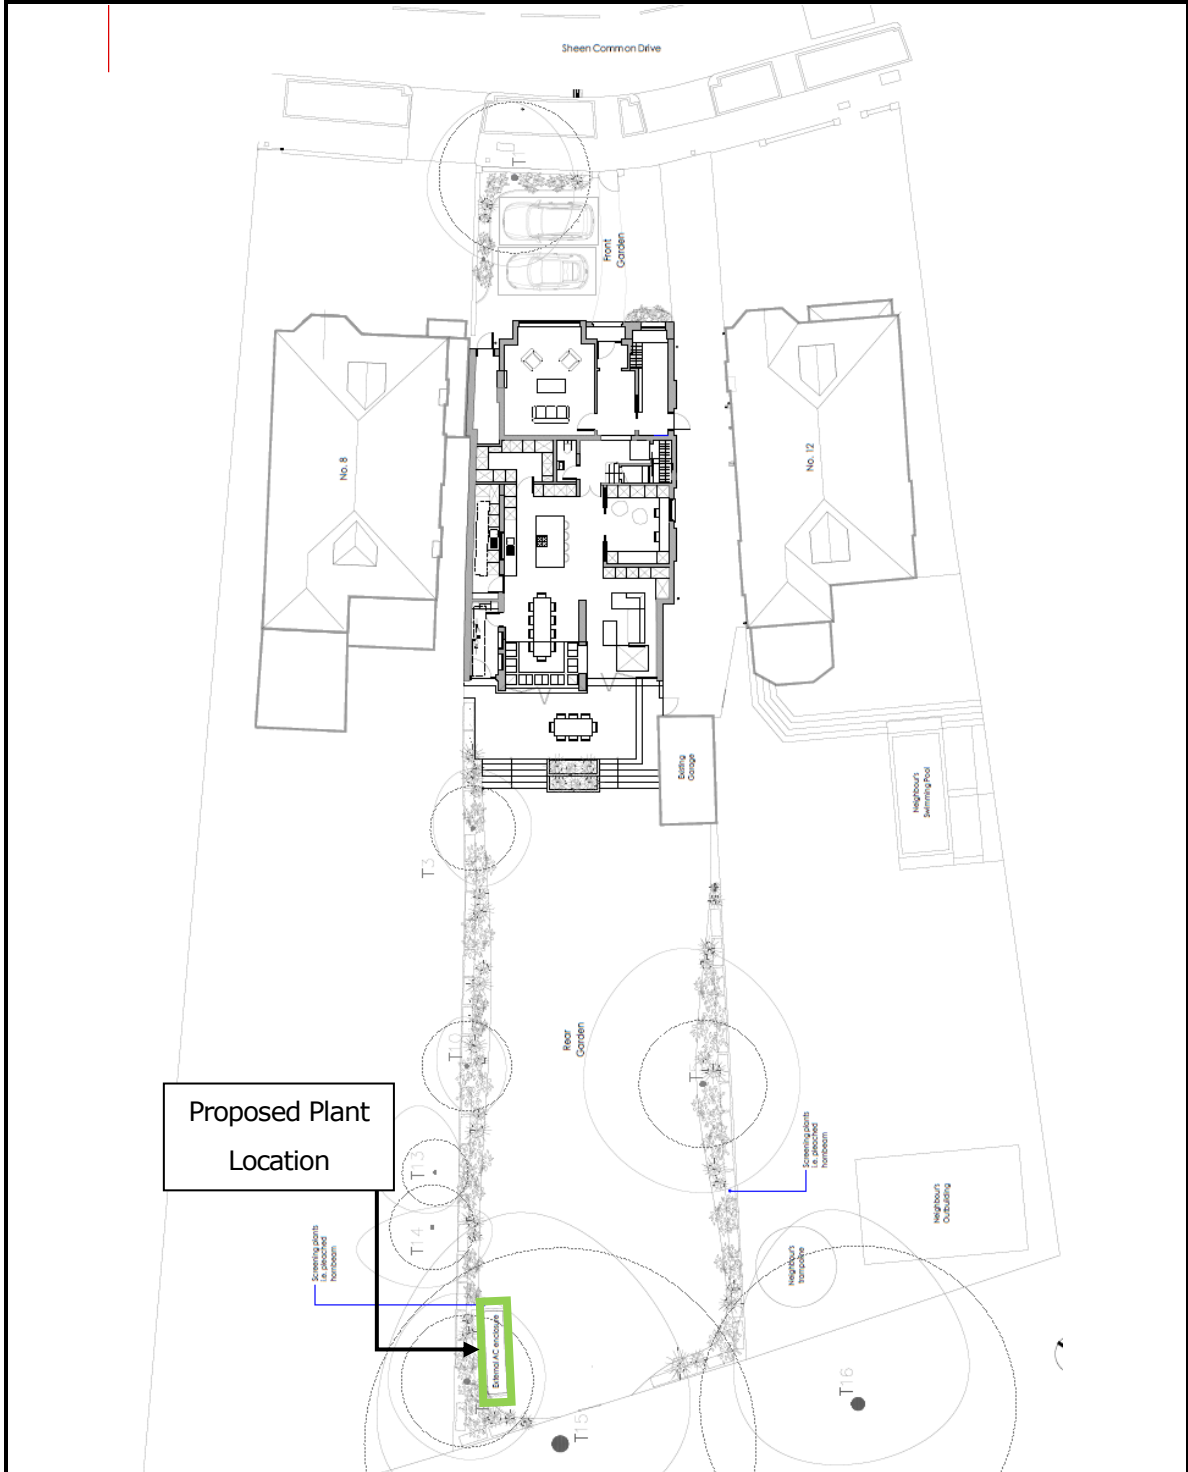 Sheen Common Drive
Front
Garden
No. 8
No. 12
Existing
Garage
Neighbour's
Swimming Pool
T3
Rear
Garden
T10
Proposed Plant
Location
T13
T14
Screening plants
i.e. pleached
hornbeam
Screening plants
i.e. pleached
hornbeam
Neighbour's
Outbuilding
Neighbour's
trampoline
External AC enclosure
T16
T15